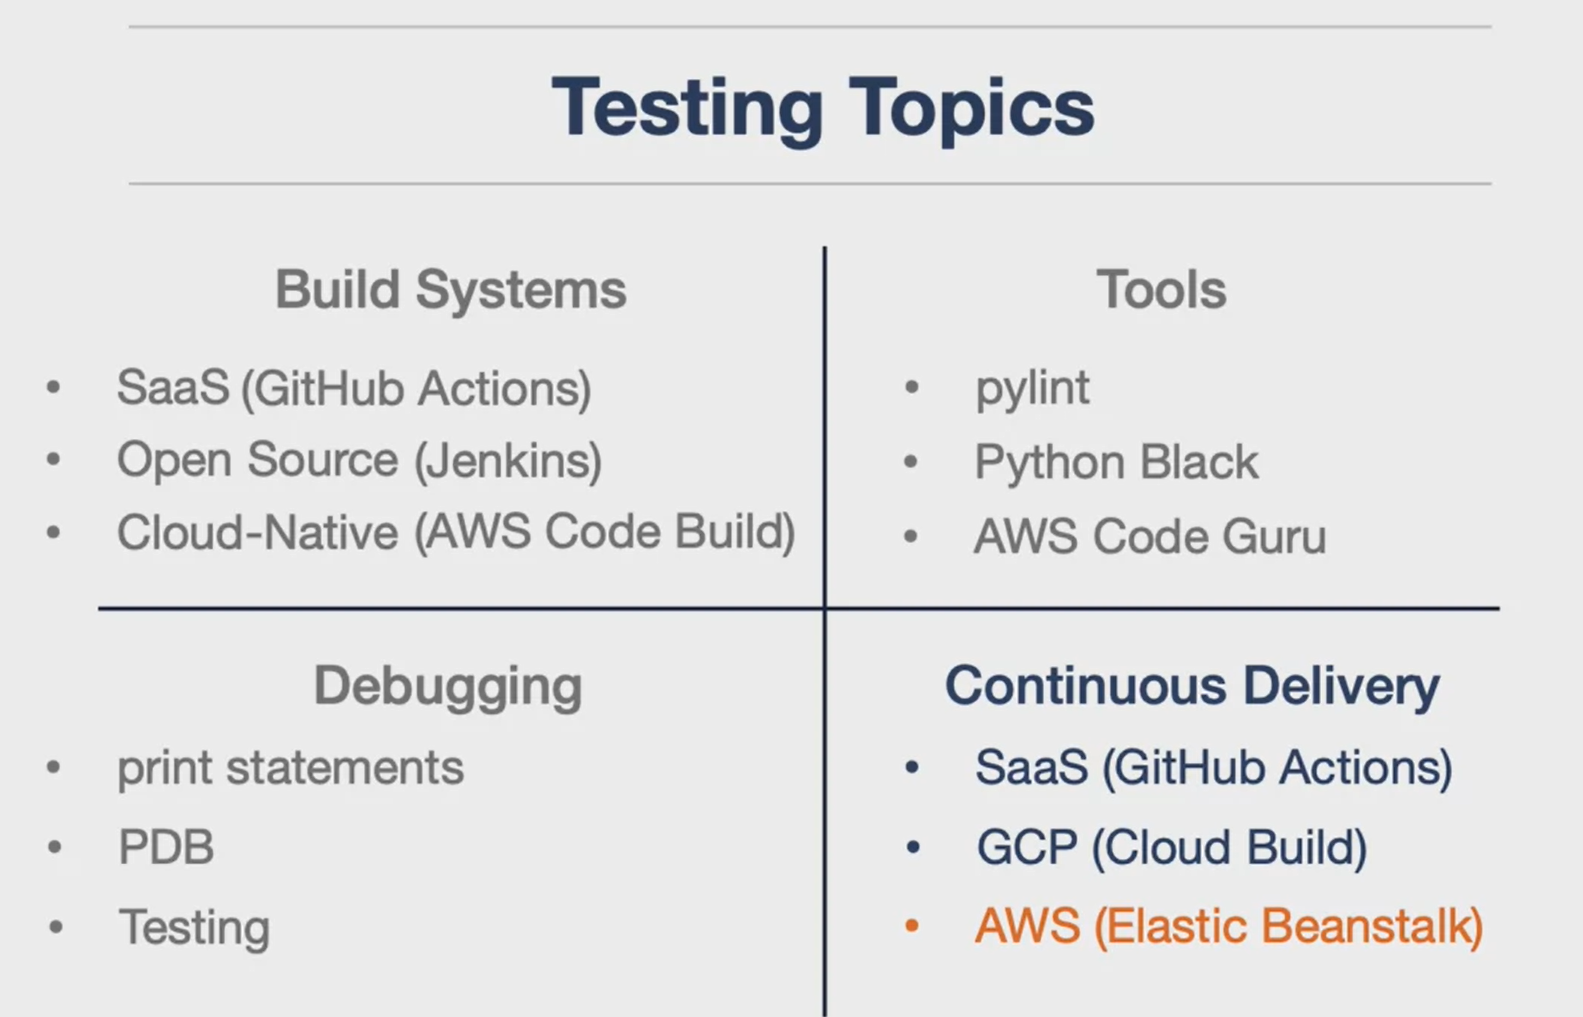 Testing Topics
Build Systems
• SaaS (GitHub Actions)
• Open Source (Jenkins)
• Cloud-Native (AWS Code Build)
Tools
• pylint
• Python Black
• AWS Code Guru
Debugging
• print statements
• PDB
• Testing
Continuous Delivery
• SaaS (GitHub Actions)
• GCP (Cloud Build)
• AWS (Elastic Beanstalk)